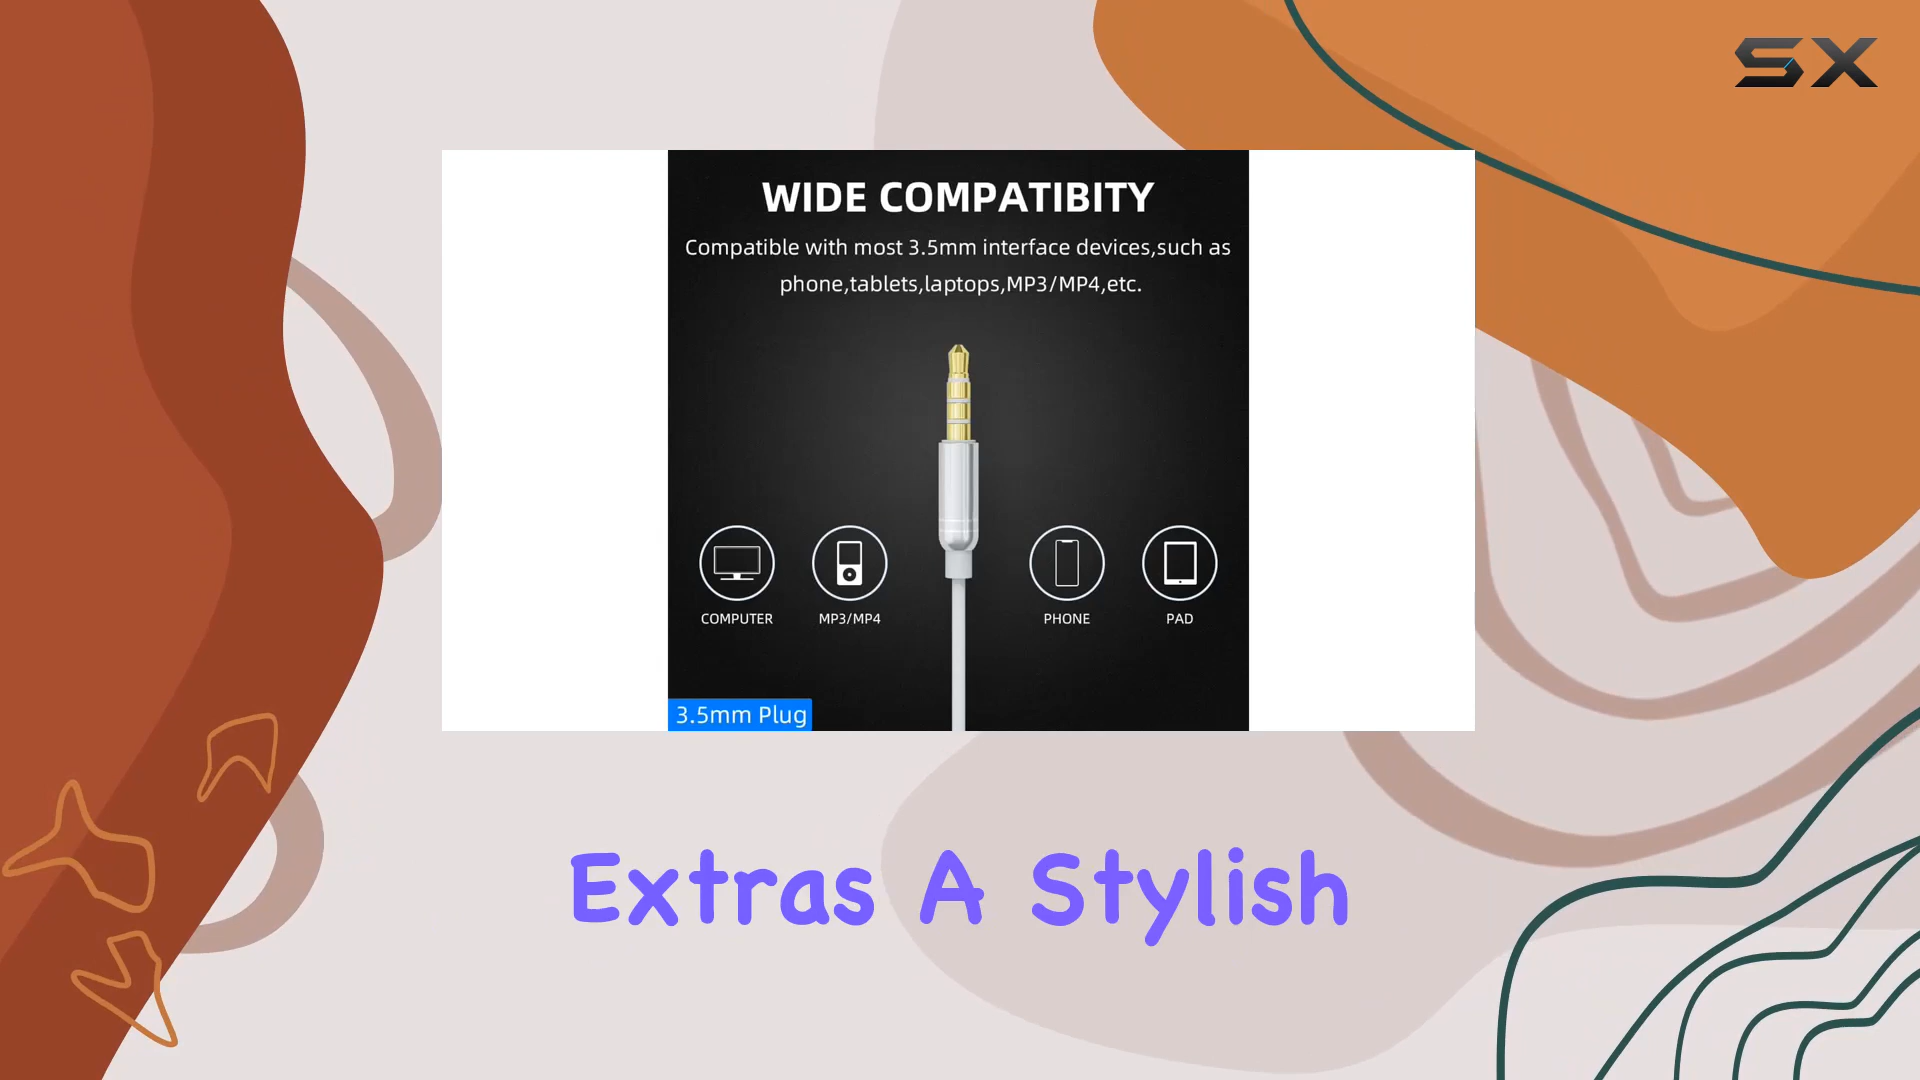 SX
WIDE COMPATIBITY
Compatible with most 3.5mm interface devices,such as
phone,tablets,laptops,MP3/MP4,etc.
COMPUTER MP3/MP4 PHONE PAD
3.5mm Plug
Extras A Stylish